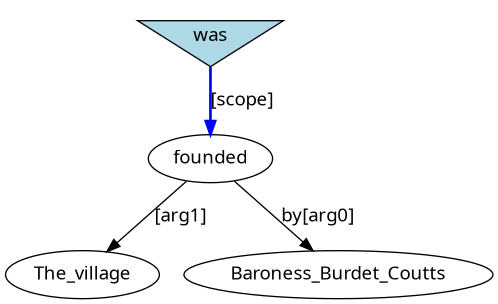 was
[scope]
founded
[arg1]
by[arg0]
The_village
Baroness_Burdet_Coutts